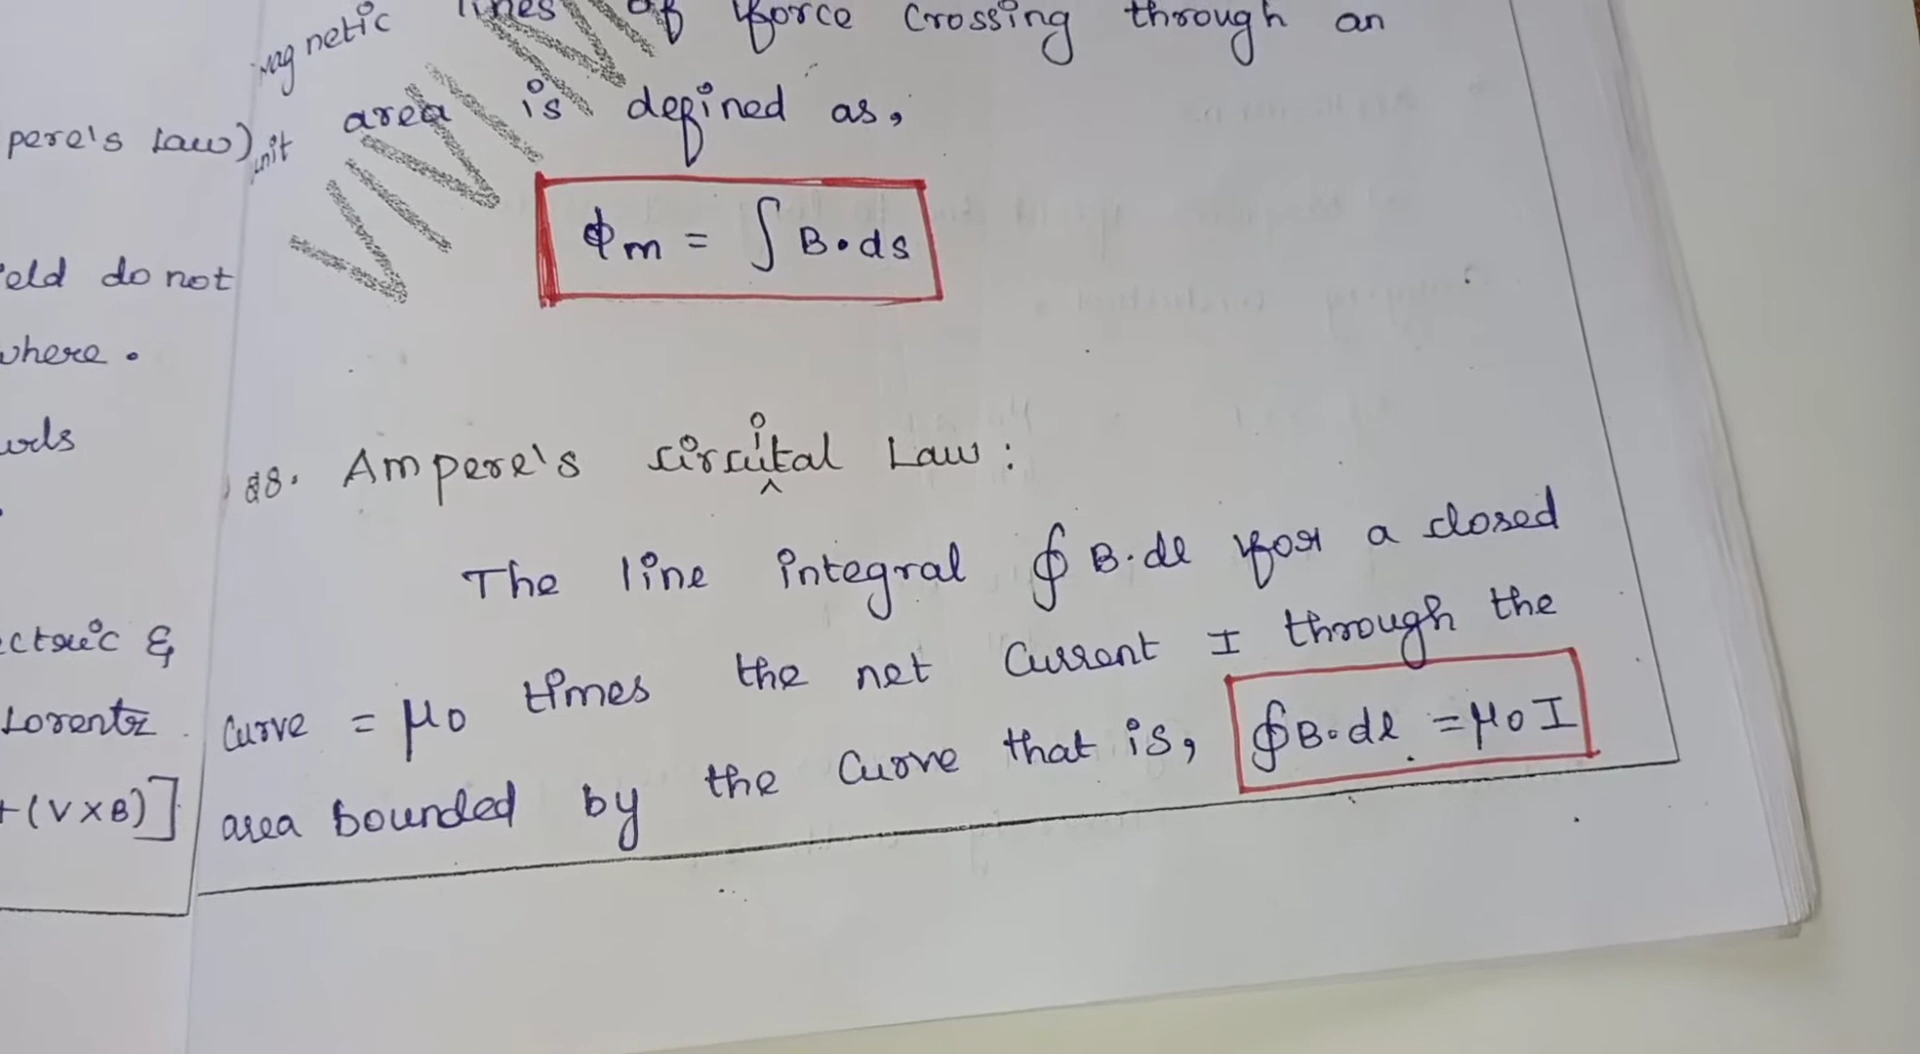 pere's Law)
eld do not
where.
Lorentz
+(V×B)]
lines of force crossing through an
magnetic
unit area is defined as,
VMM
ϕm = ∫ B·ds
28. Ampere's circuital Law:
The line integral ∮ B·dl for a closed
curve = μ0 times the net current I through the
area bounded by the curve that is, ∮B·dl = μ0 I